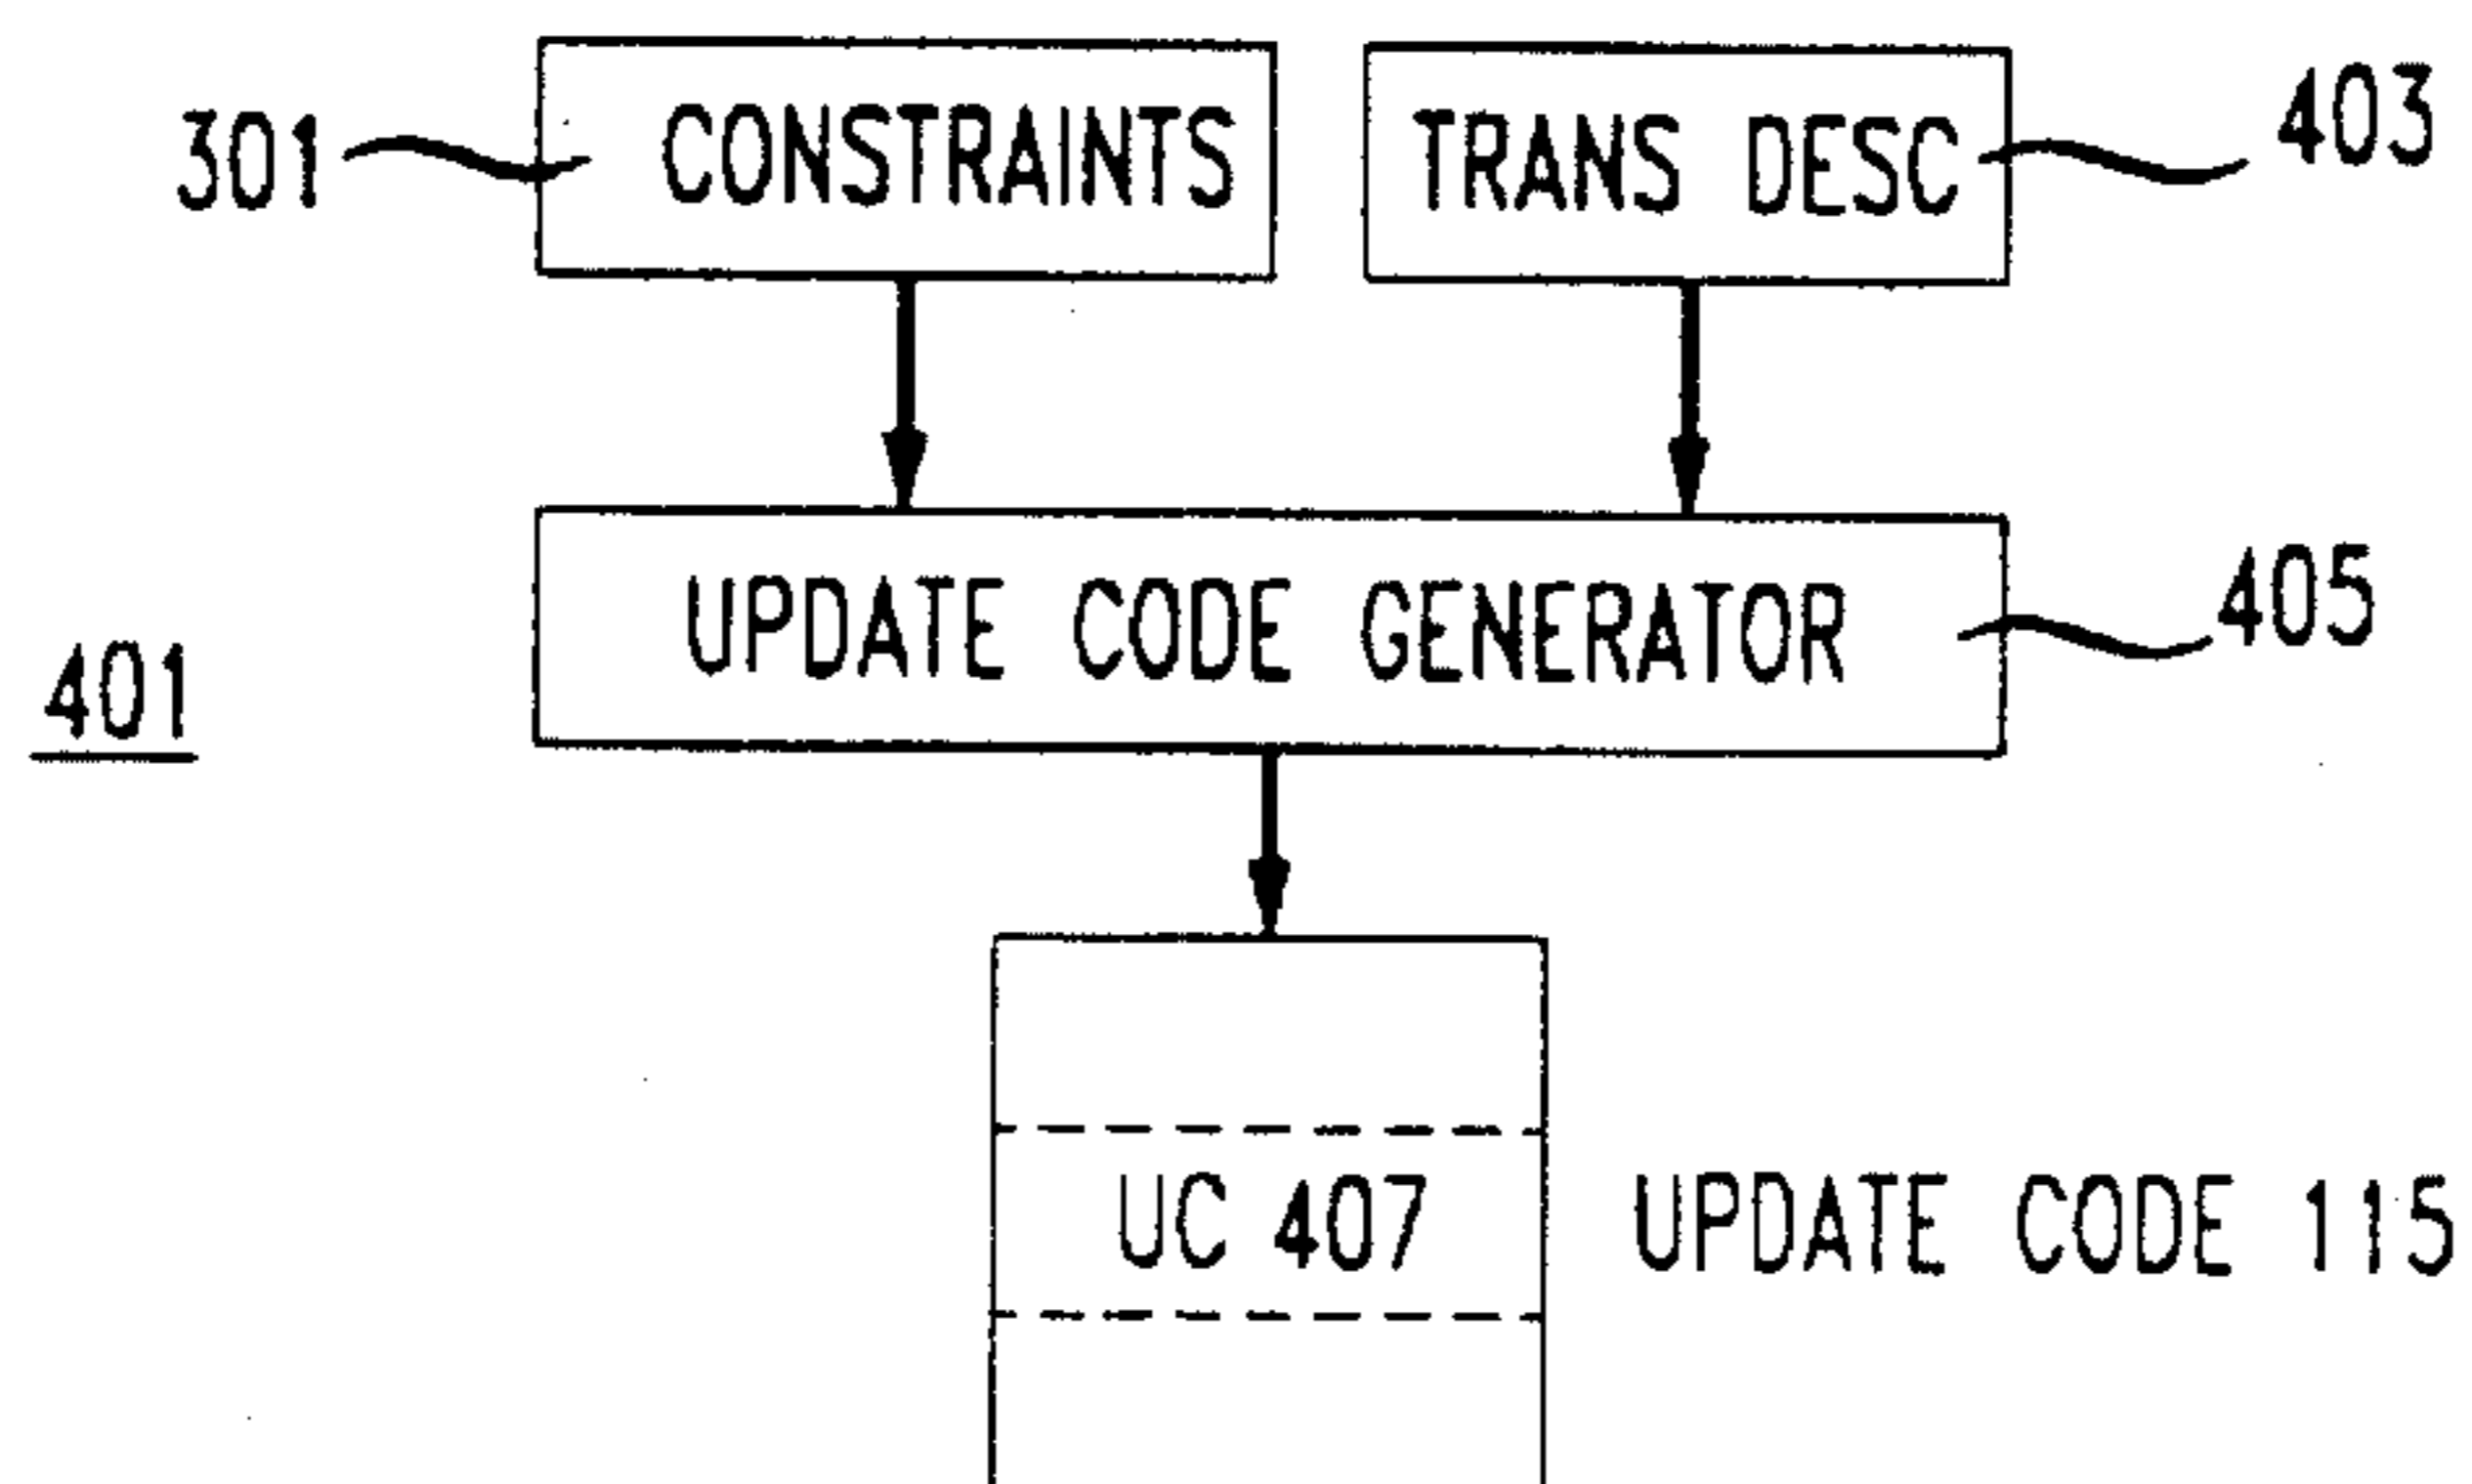 301
CONSTRAINTS
TRANS DESC
403
UPDATE CODE GENERATOR
405
401
UC 407
UPDATE CODE 115